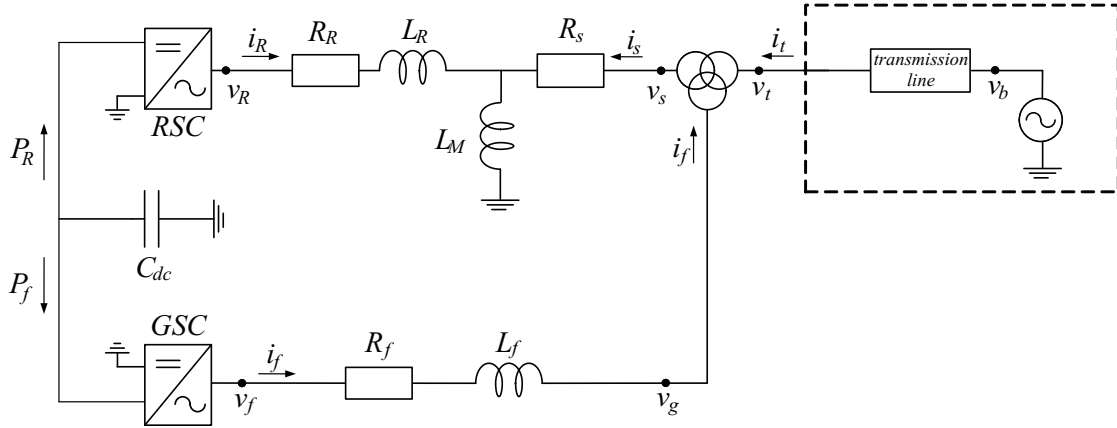 i_R
R_R
L_R
R_s
i_s
i_t
transmission
line
v_R
v_s
v_t
v_b
RSC
L_M
i_f
P_R
C_dc
P_f
GSC
i_f
R_f
L_f
v_f
v_g